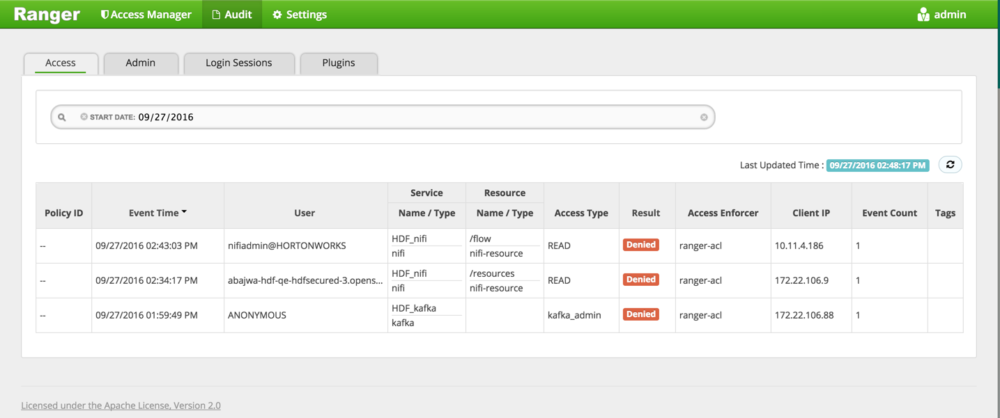 Ranger Access Manager Audit Settings admin
Access Admin Login Sessions Plugins
START DATE: 09/27/2016
Last Updated Time : 09/27/2016 02:48:17 PM
Service Resource
Policy ID Event Time User Name / Type Name / Type Access Type Result Access Enforcer Client IP Event Count Tags
HDF_nifi /flow
-- 09/27/2016 02:43:03 PM nifiadmin@HORTONWORKS READ Denied ranger-acl 10.11.4.186 1
nifi nifi-resource
HDF_nifi /resources
-- 09/27/2016 02:34:17 PM abajwa-hdf-qe-hdfsecured-3.opens... READ Denied ranger-acl 172.22.106.9 1
nifi nifi-resource
HDF_kafka
-- 09/27/2016 01:59:49 PM ANONYMOUS kafka_admin Denied ranger-acl 172.22.106.88 1
kafka
Licensed under the Apache License, Version 2.0